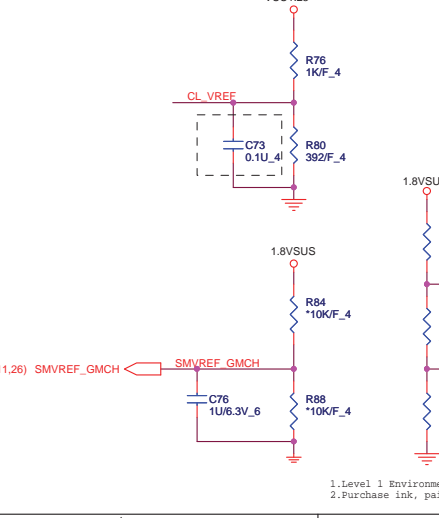 R76
1K/F_4
CL_VREF
C73
0.1U_4
R80
392/F_4
1.8VSU
1.8VSUS
R84
*10K/F_4
1,26) SMVREF_GMCH
SMVREF_GMCH
C76
1U/6.3V_6
R88
*10K/F_4
1.Level 1 Environme
2.Purchase ink, pai